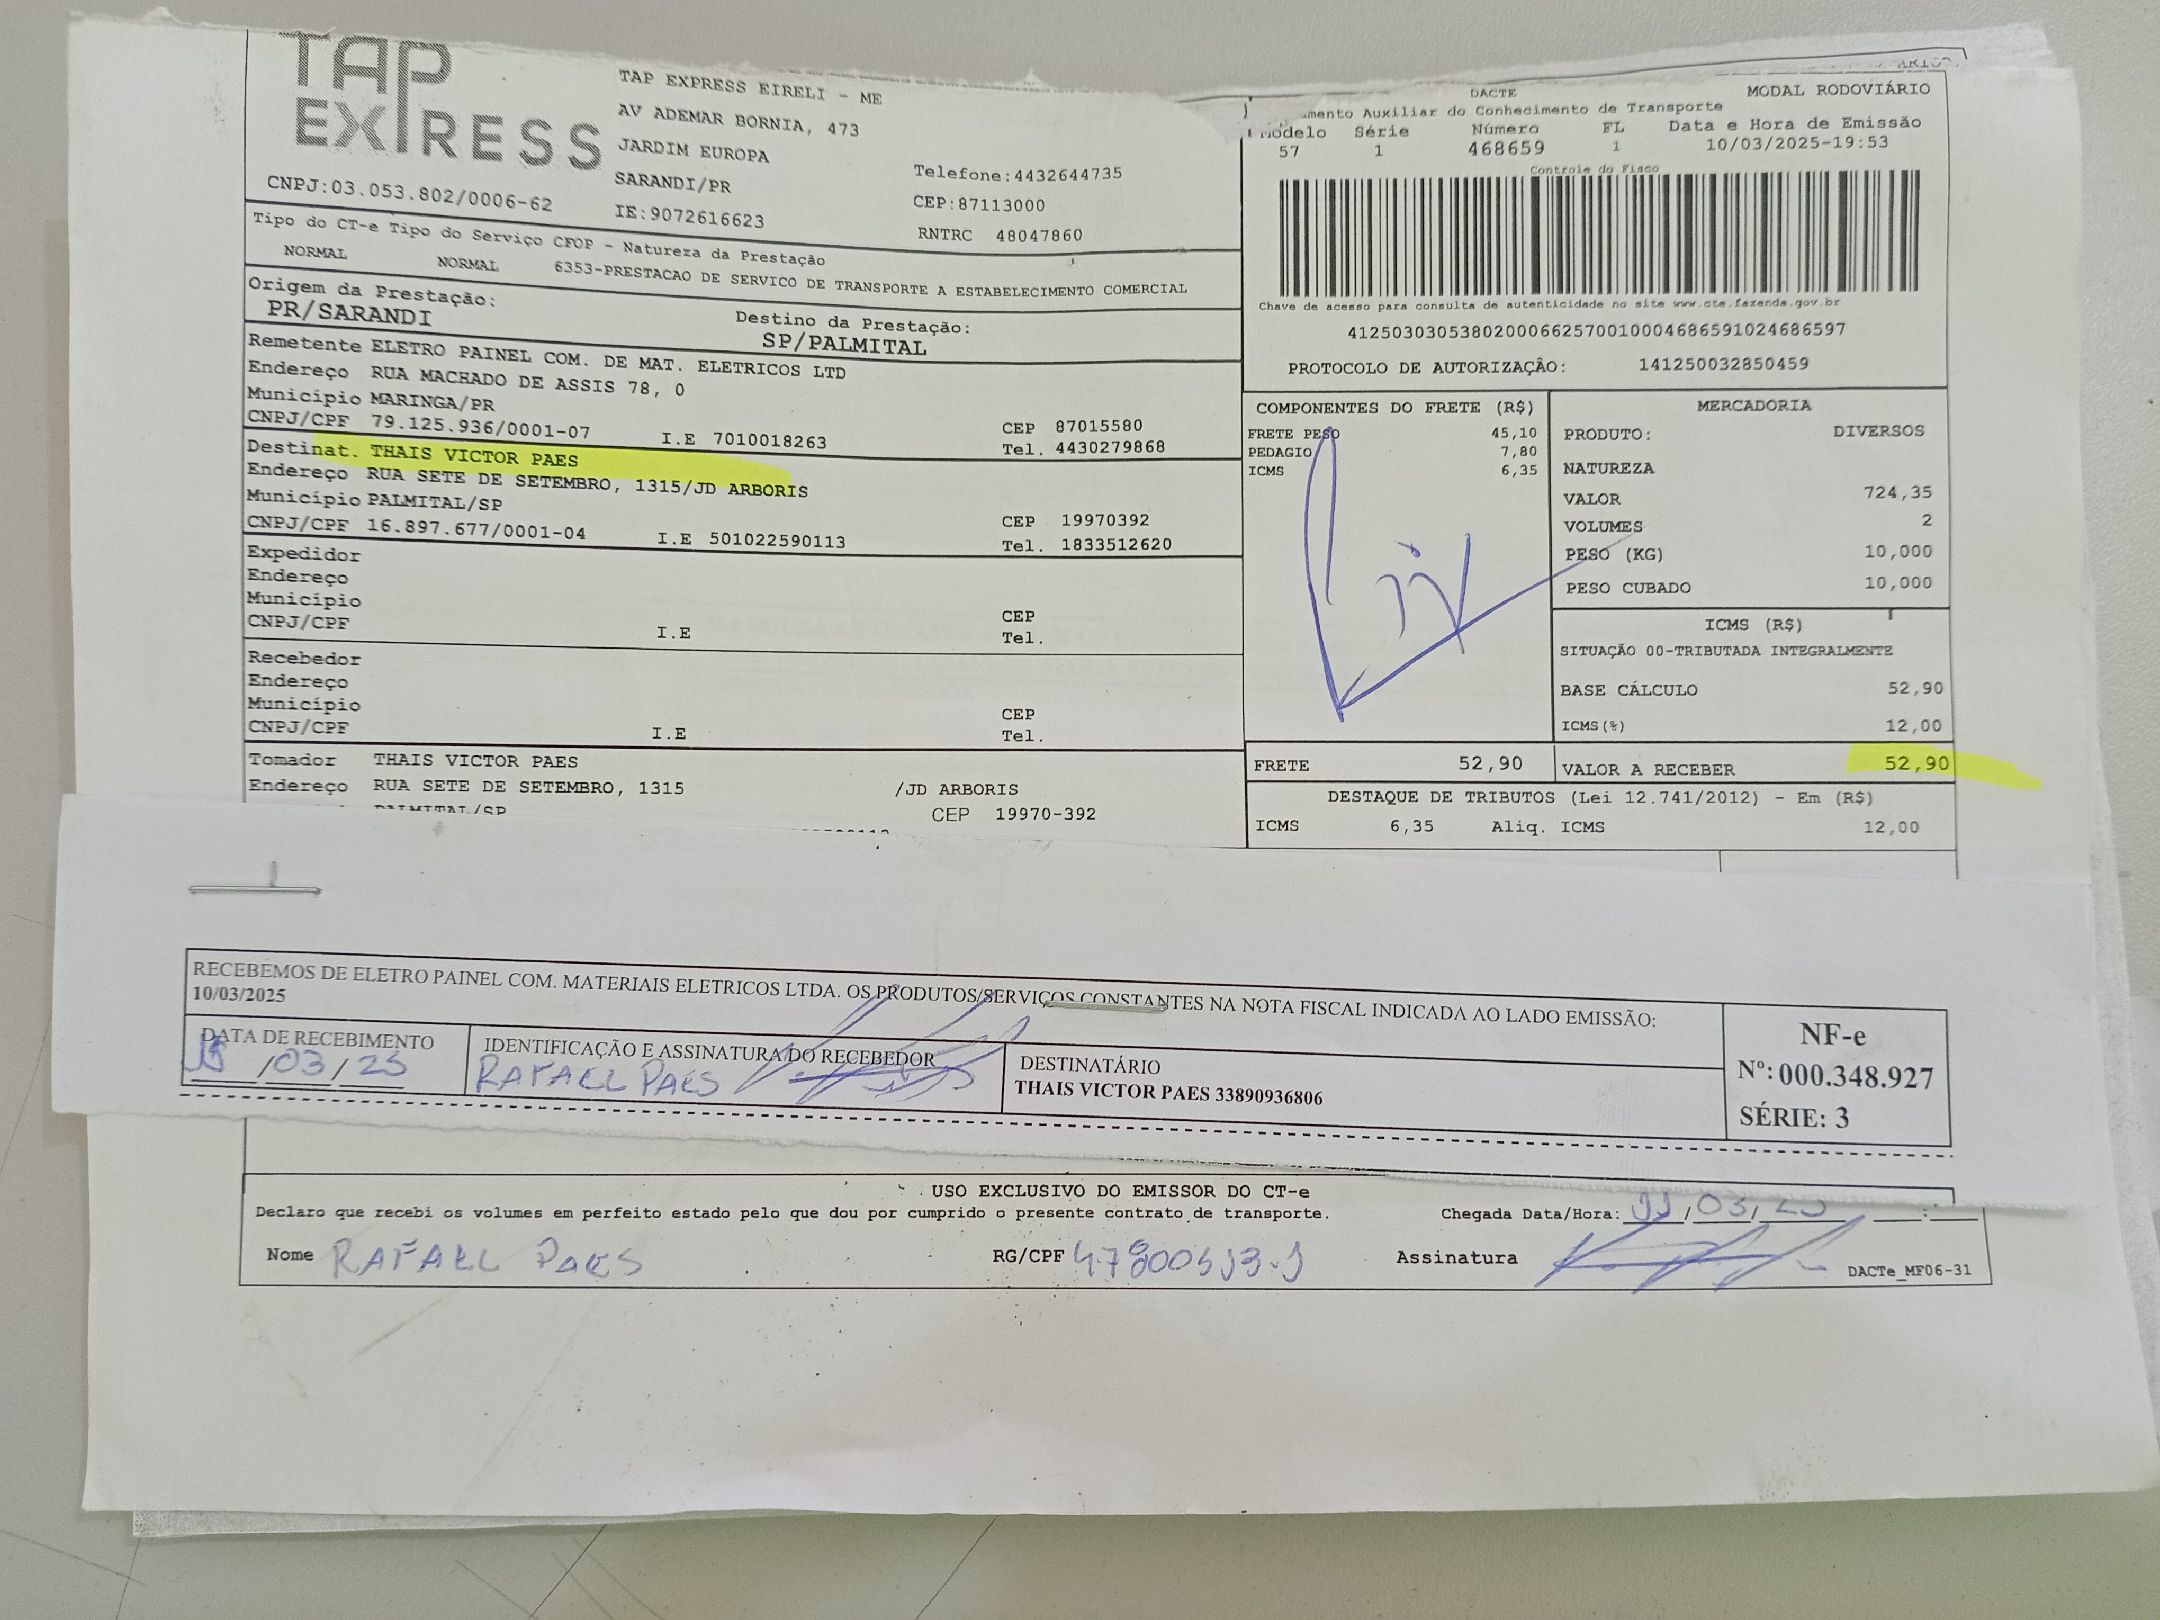 TAP EXPRESS
TAP EXPRESS EIRELI - ME
AV ADEMAR BORNIA, 473
JARDIM EUROPA
SARANDI/PR
IE:9072616623
CNPJ:03.053.802/0006-62
Telefone:4432644735
CEP:87113000
RNTRC 48047860
DACTE
MODAL RODOVIÁRIO
Auxiliar do Conhecimento de Transporte
Modelo Série Número FL Data e Hora de Emissão
57 1 468659 1 10/03/2025-19:53
Controle do Fisco
Chave de acesso para consulta de autenticidade no site www.cte.fazenda.gov.br
41250303053802000662570010004686591024686597
PROTOCOLO DE AUTORIZAÇÃO: 141250032850459
Tipo do CT-e Tipo do Serviço CFOP - Natureza da Prestação
NORMAL NORMAL 6353-PRESTACAO DE SERVICO DE TRANSPORTE A ESTABELECIMENTO COMERCIAL
Origem da Prestação:
PR/SARANDI
Destino da Prestação:
SP/PALMITAL
Remetente ELETRO PAINEL COM. DE MAT. ELETRICOS LTD
Endereço RUA MACHADO DE ASSIS 78, 0
Município MARINGA/PR
CEP 87015580
CNPJ/CPF 79.125.936/0001-07 I.E 7010018263 Tel. 4430279868
Destinat. THAIS VICTOR PAES
Endereço RUA SETE DE SETEMBRO, 1315/JD ARBORIS
Município PALMITAL/SP
CEP 19970392
CNPJ/CPF 16.897.677/0001-04 I.E 501022590113 Tel. 1833512620
Expedidor
Endereço
Município
CEP
CNPJ/CPF I.E Tel.
Recebedor
Endereço
Município
CEP
CNPJ/CPF I.E Tel.
Tomador THAIS VICTOR PAES
Endereço RUA SETE DE SETEMBRO, 1315 /JD ARBORIS
PALMITAL/SP CEP 19970-392
COMPONENTES DO FRETE (R$)
FRETE PESO 45,10
PEDAGIO 7,80
ICMS 6,35
MERCADORIA
PRODUTO: DIVERSOS
NATUREZA
VALOR 724,35
VOLUMES 2
PESO (KG) 10,000
PESO CUBADO 10,000
ICMS (R$)
SITUAÇÃO 00-TRIBUTADA INTEGRALMENTE
BASE CÁLCULO 52,90
ICMS(%) 12,00
FRETE 52,90 VALOR A RECEBER 52,90
DESTAQUE DE TRIBUTOS (Lei 12.741/2012) - Em (R$)
ICMS 6,35 Aliq. ICMS 12,00
RECEBEMOS DE ELETRO PAINEL COM. MATERIAIS ELETRICOS LTDA. OS PRODUTOS/SERVIÇOS CONSTANTES NA NOTA FISCAL INDICADA AO LADO EMISSÃO:
10/03/2025
DATA DE RECEBIMENTO
/03/25
IDENTIFICAÇÃO E ASSINATURA DO RECEBEDOR
RAFAEL PAES
DESTINATÁRIO
THAIS VICTOR PAES 33890936806
NF-e
Nº: 000.348.927
SÉRIE: 3
USO EXCLUSIVO DO EMISSOR DO CT-e
Declaro que recebi os volumes em perfeito estado pelo que dou por cumprido o presente contrato de transporte.
Chegada Data/Hora: 11/03/25 :
Nome RAFAEL PAES
RG/CPF
Assinatura
DACTe_MF06-31